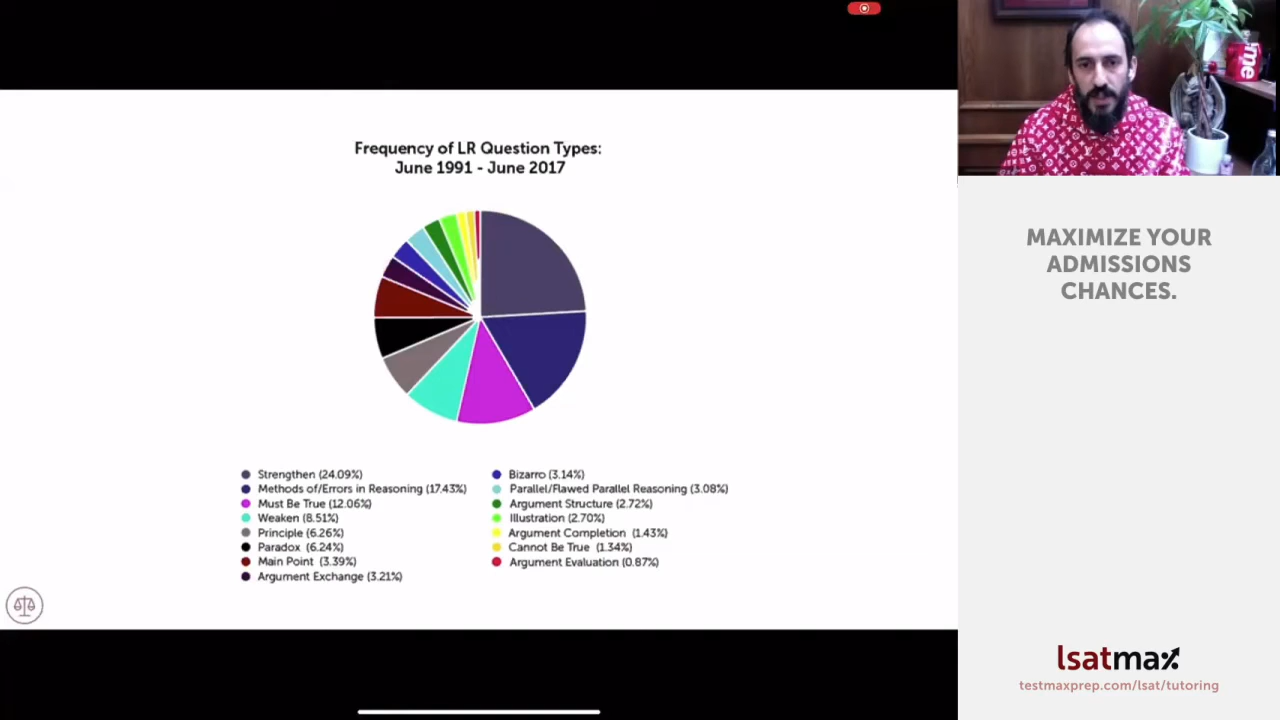 Frequency of LR Question Types:
June 1991 - June 2017
Strengthen (24.09%)
Methods of/Errors in Reasoning (17.43%)
Must Be True (12.06%)
Weaken (8.51%)
Principle (6.26%)
Paradox (6.24%)
Main Point (3.39%)
Argument Exchange (3.21%)
Bizarro (3.14%)
Parallel/Flawed Parallel Reasoning (3.08%)
Argument Structure (2.72%)
Illustration (2.70%)
Argument Completion (1.43%)
Cannot Be True (1.34%)
Argument Evaluation (0.87%)
me
MAXIMIZE YOUR
ADMISSIONS
CHANCES.
lsatmax
testmaxprep.com/lsat/tutoring